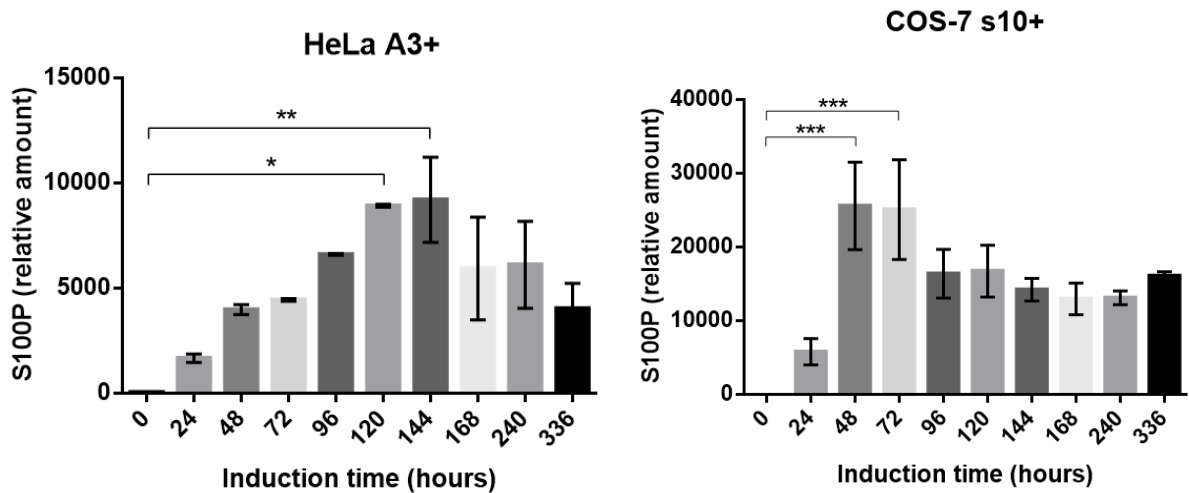 HeLa A3+
S100P (relative amount)
15000
10000
5000
0
**
*
0 24 48 72 96 120 144 168 240 336
Induction time (hours)
COS-7 s10+
S100P (relative amount)
40000
30000
20000
10000
0
***
***
0 24 48 72 96 120 144 168 240 336
Induction time (hours)